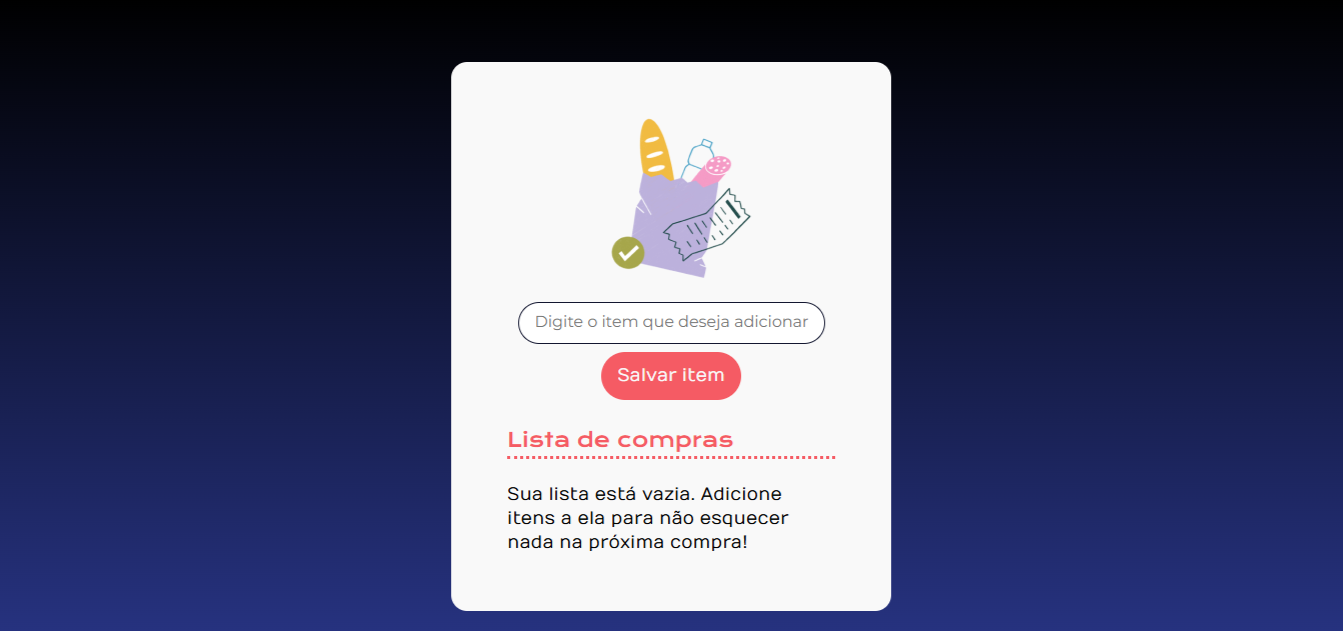 Digite o item que deseja adicionar
Salvar item
Lista de compras
Sua lista está vazia. Adicione
itens a ela para não esquecer
nada na próxima compra!